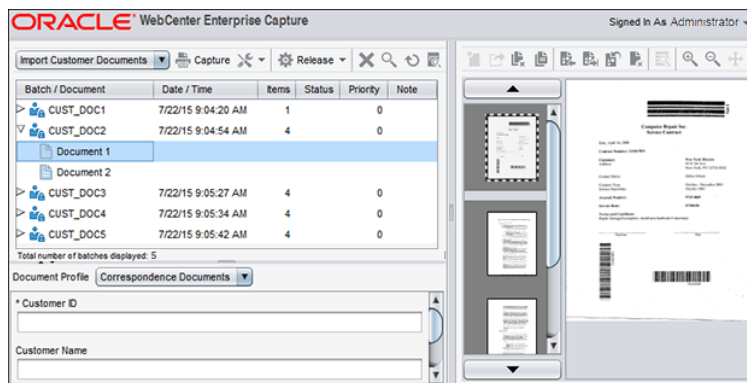 ORACLE® WebCenter Enterprise Capture
Signed In As Administrator
Import Customer Documents Capture Release
Batch / Document Date / Time Items Status Priority Note
CUST_DOC1 7/22/15 9:04:20 AM 1 0
CUST_DOC2 7/22/15 9:04:54 AM 4 0
Document 1
Document 2
CUST_DOC3 7/22/15 9:05:27 AM 4 0
CUST_DOC4 7/22/15 9:05:34 AM 4 0
CUST_DOC5 7/22/15 9:05:42 AM 4 0
Total number of batches displayed: 5
Document Profile Correspondence Documents
* Customer ID
Customer Name
Computer Repair Inc.
Service Contract